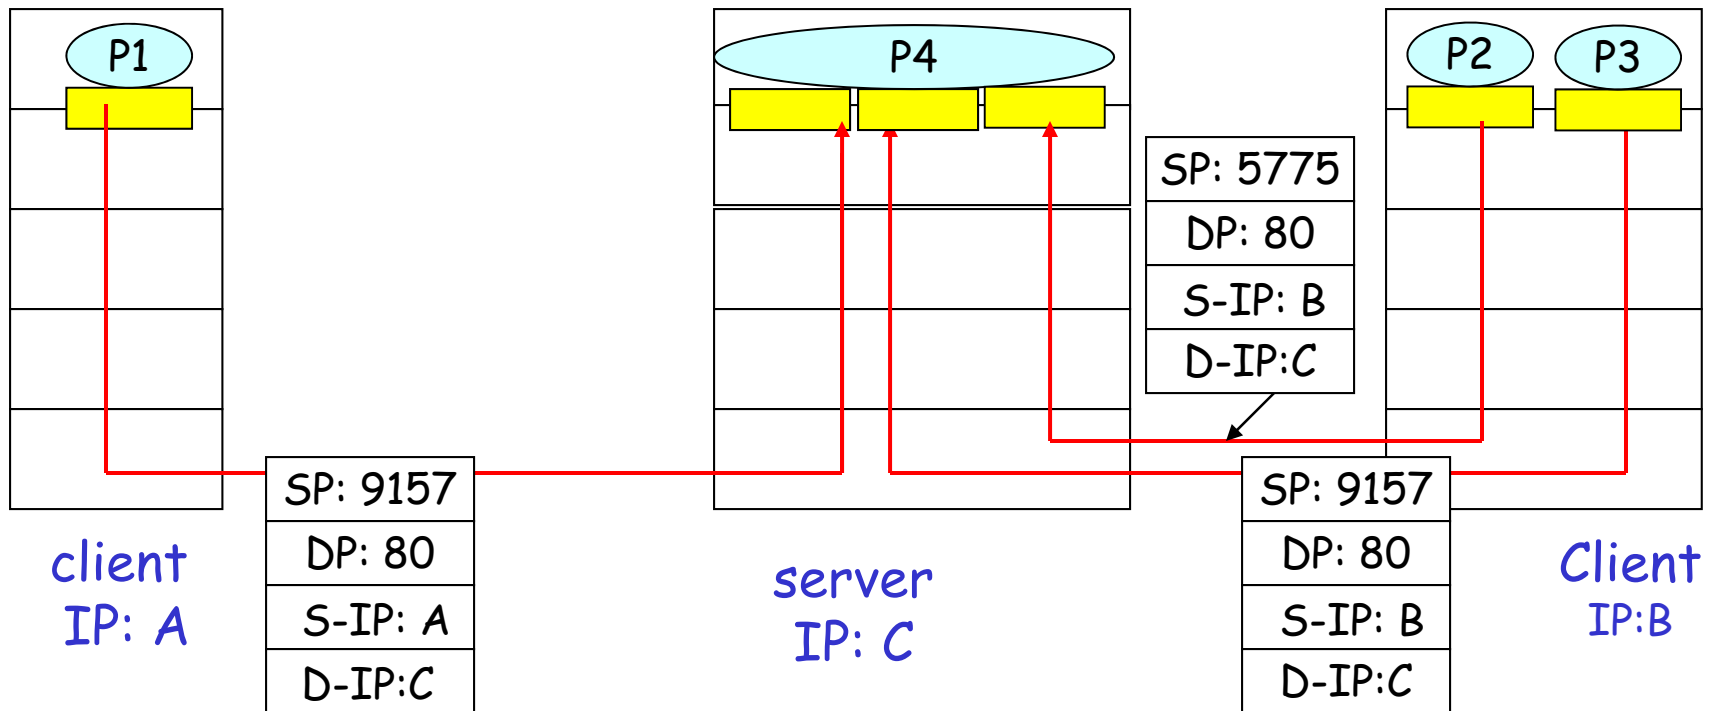 P1
P4
P2
P3
SP: 5775
DP: 80
S-IP: B
D-IP:C
SP: 9157
DP: 80
S-IP: A
D-IP:C
SP: 9157
DP: 80
S-IP: B
D-IP:C
client
IP: A
server
IP: C
Client
IP:B